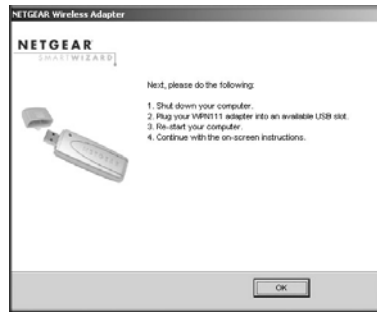 NETGEAR Wireless Adapter
NETGEAR
SMARTWIZARD
Next, please do the following:
1. Shut down your computer.
2. Plug your WPN111 adapter into an available USB slot.
3. Re-start your computer.
4. Continue with the on-screen instructions.
NETGEAR
OK